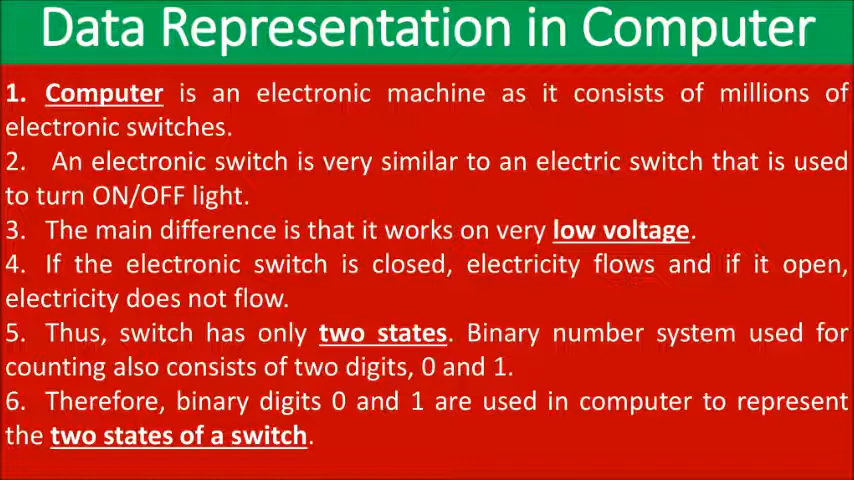 Data Representation in Computer
1. Computer is an electronic machine as it consists of millions of
electronic switches.
2. An electronic switch is very similar to an electric switch that is used
to turn ON/OFF light.
3. The main difference is that it works on very low voltage.
4. If the electronic switch is closed, electricity flows and if it open,
electricity does not flow.
5. Thus, switch has only two states. Binary number system used for
counting also consists of two digits, 0 and 1.
6. Therefore, binary digits 0 and 1 are used in computer to represent
the two states of a switch.